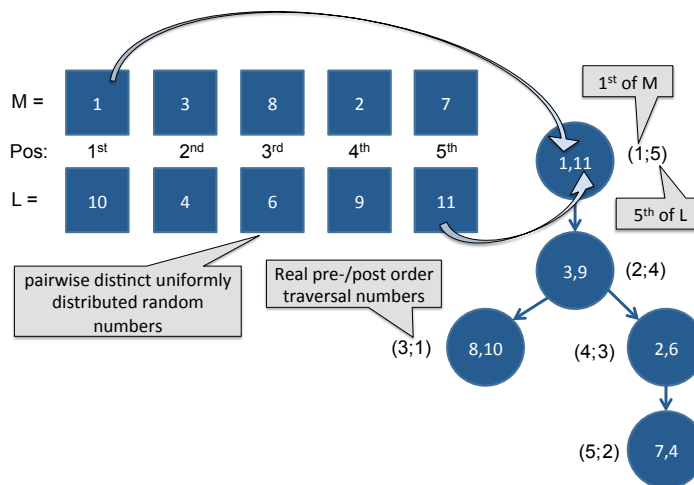 M =
1
3
8
2
7
Pos:
1st
2nd
3rd
4th
5th
L =
10
4
6
9
11
pairwise distinct uniformly
distributed random
numbers
Real pre-/post order
traversal numbers
1st of M
1,11
(1;5)
5th of L
3,9
(2;4)
(3;1)
8,10
(4;3)
2,6
(5;2)
7,4